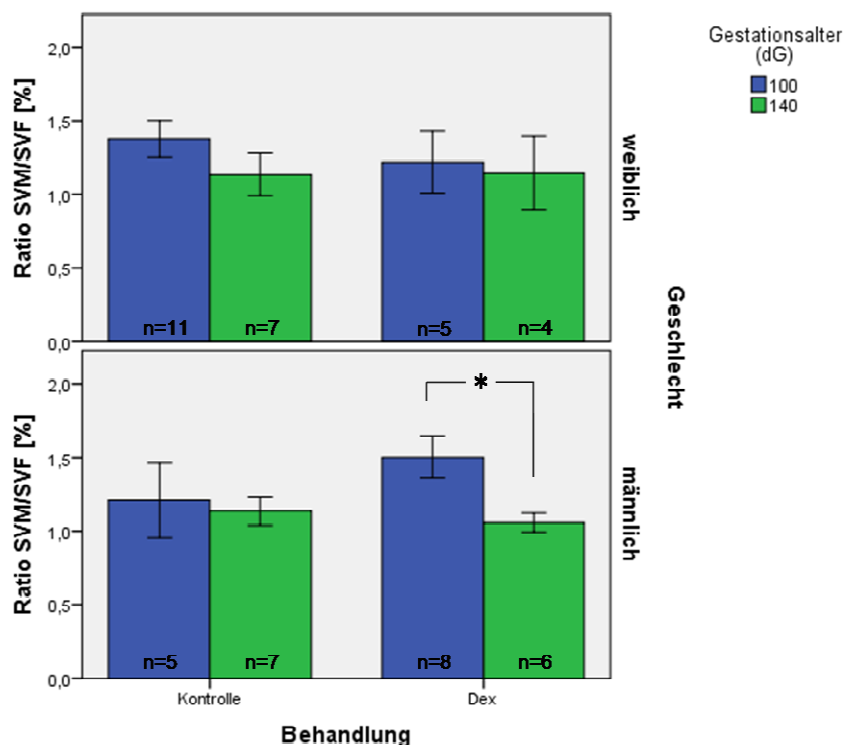 Gestationsalter
(dG)
100
140
Ratio SVM/SVF [%]
2,0
1,5
1,0
0,5
0,0
n=11
n=7
n=5
n=4
weiblich
Geschlecht
Ratio SVM/SVF [%]
2,0
1,5
1,0
0,5
0,0
*
n=5
n=7
n=8
n=6
männlich
Kontrolle
Dex
Behandlung